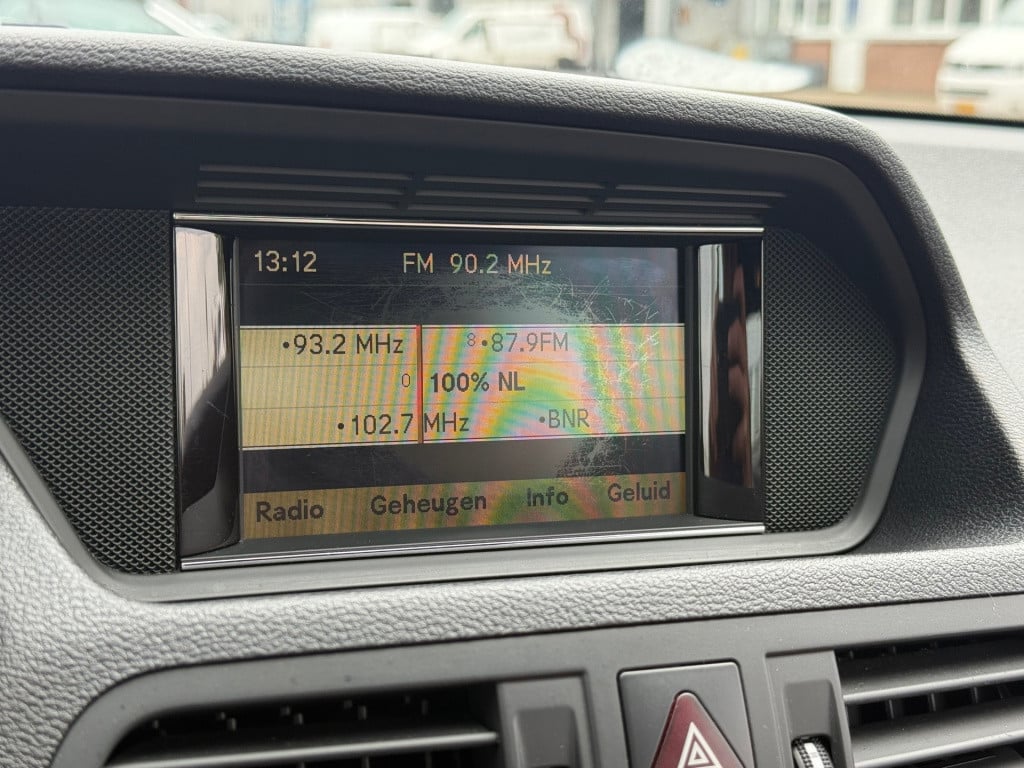 13:12 FM 90.2 MHz
•93.2 MHz 8•87.9FM
0 100% NL
•102.7 MHz •BNR
Radio Geheugen Info Geluid